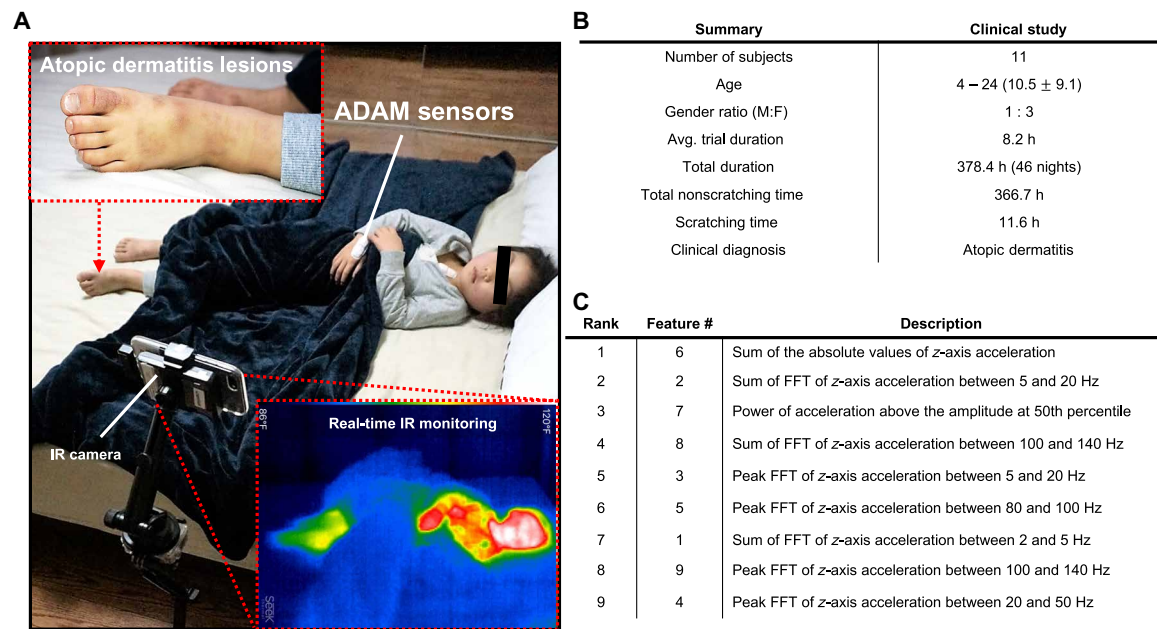 A
Atopic dermatitis lesions
ADAM sensors
IR camera
86°F
120°F
Real-time IR monitoring
seek
B
Summary Clinical study
Number of subjects 11
Age 4 – 24 (10.5 ± 9.1)
Gender ratio (M:F) 1 : 3
Avg. trial duration 8.2 h
Total duration 378.4 h (46 nights)
Total nonscratching time 366.7 h
Scratching time 11.6 h
Clinical diagnosis Atopic dermatitis
C
Rank Feature # Description
1 6 Sum of the absolute values of z-axis acceleration
2 2 Sum of FFT of z-axis acceleration between 5 and 20 Hz
3 7 Power of acceleration above the amplitude at 50th percentile
4 8 Sum of FFT of z-axis acceleration between 100 and 140 Hz
5 3 Peak FFT of z-axis acceleration between 5 and 20 Hz
6 5 Peak FFT of z-axis acceleration between 80 and 100 Hz
7 1 Sum of FFT of z-axis acceleration between 2 and 5 Hz
8 9 Peak FFT of z-axis acceleration between 100 and 140 Hz
9 4 Peak FFT of z-axis acceleration between 20 and 50 Hz